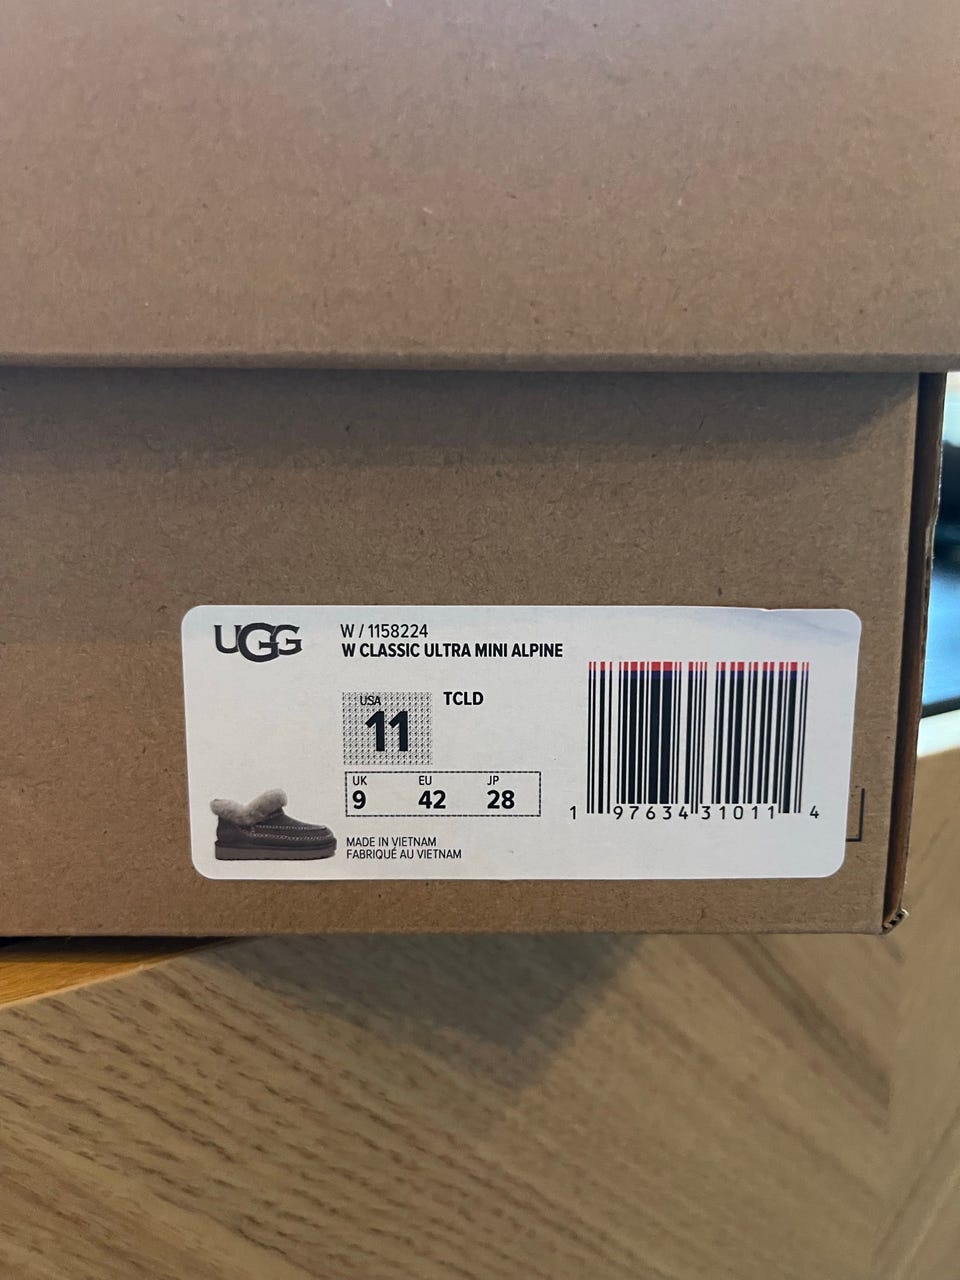 UGG
W / 1158224
W CLASSIC ULTRA MINI ALPINE
USA
11
TCLD
UK EU JP
9 42 28
MADE IN VIETNAM
FABRIQUÉ AU VIETNAM
1 97634 31011 4